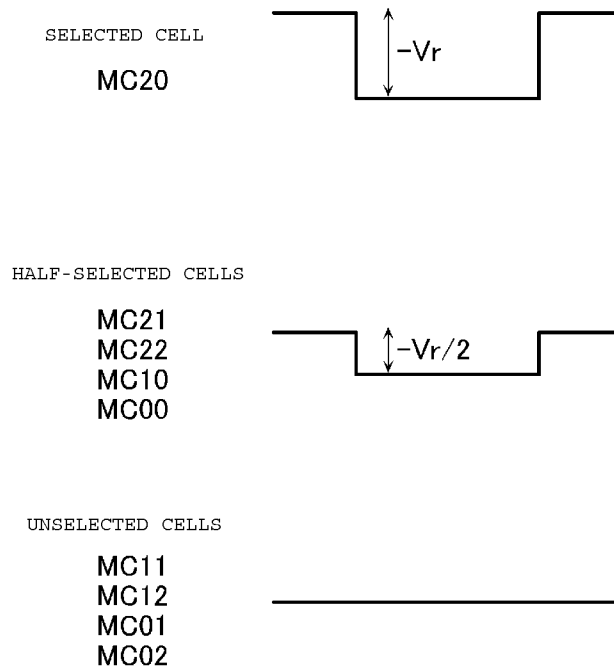 SELECTED CELL
MC20
-Vr
HALF-SELECTED CELLS
MC21
MC22
MC10
MC00
-Vr/2
UNSELECTED CELLS
MC11
MC12
MC01
MC02